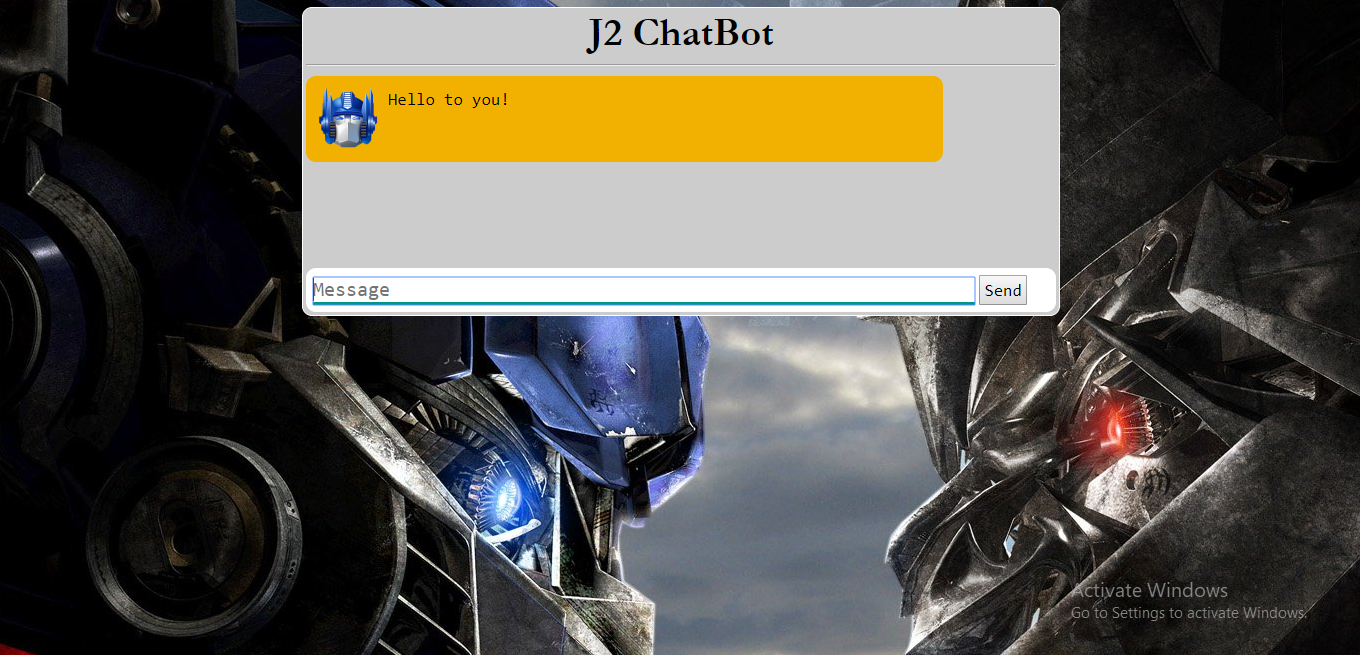 J2 ChatBot
Hello to you!
Message
Send
Activate Windows
Go to Settings to activate Windows.